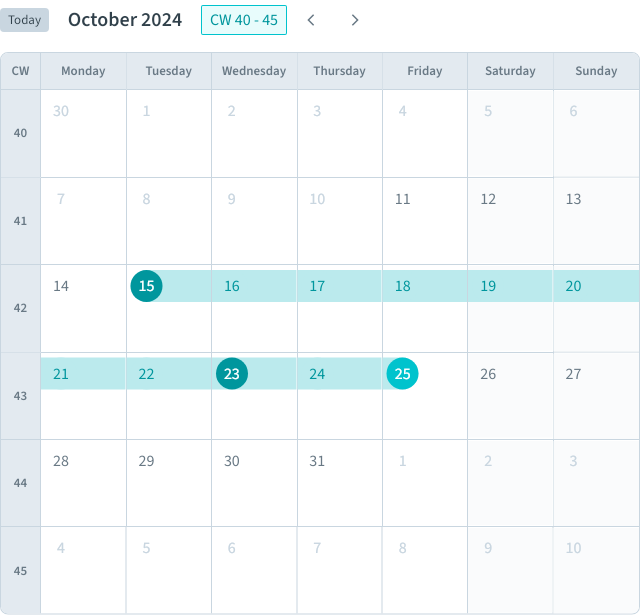 Today October 2024 CW 40 - 45
CW Monday Tuesday Wednesday Thursday Friday Saturday Sunday
40 30 1 2 3 4 5 6
41 7 8 9 10 11 12 13
42 14 15 16 17 18 19 20
43 21 22 23 24 25 26 27
44 28 29 30 31 1 2 3
45 4 5 6 7 8 9 10